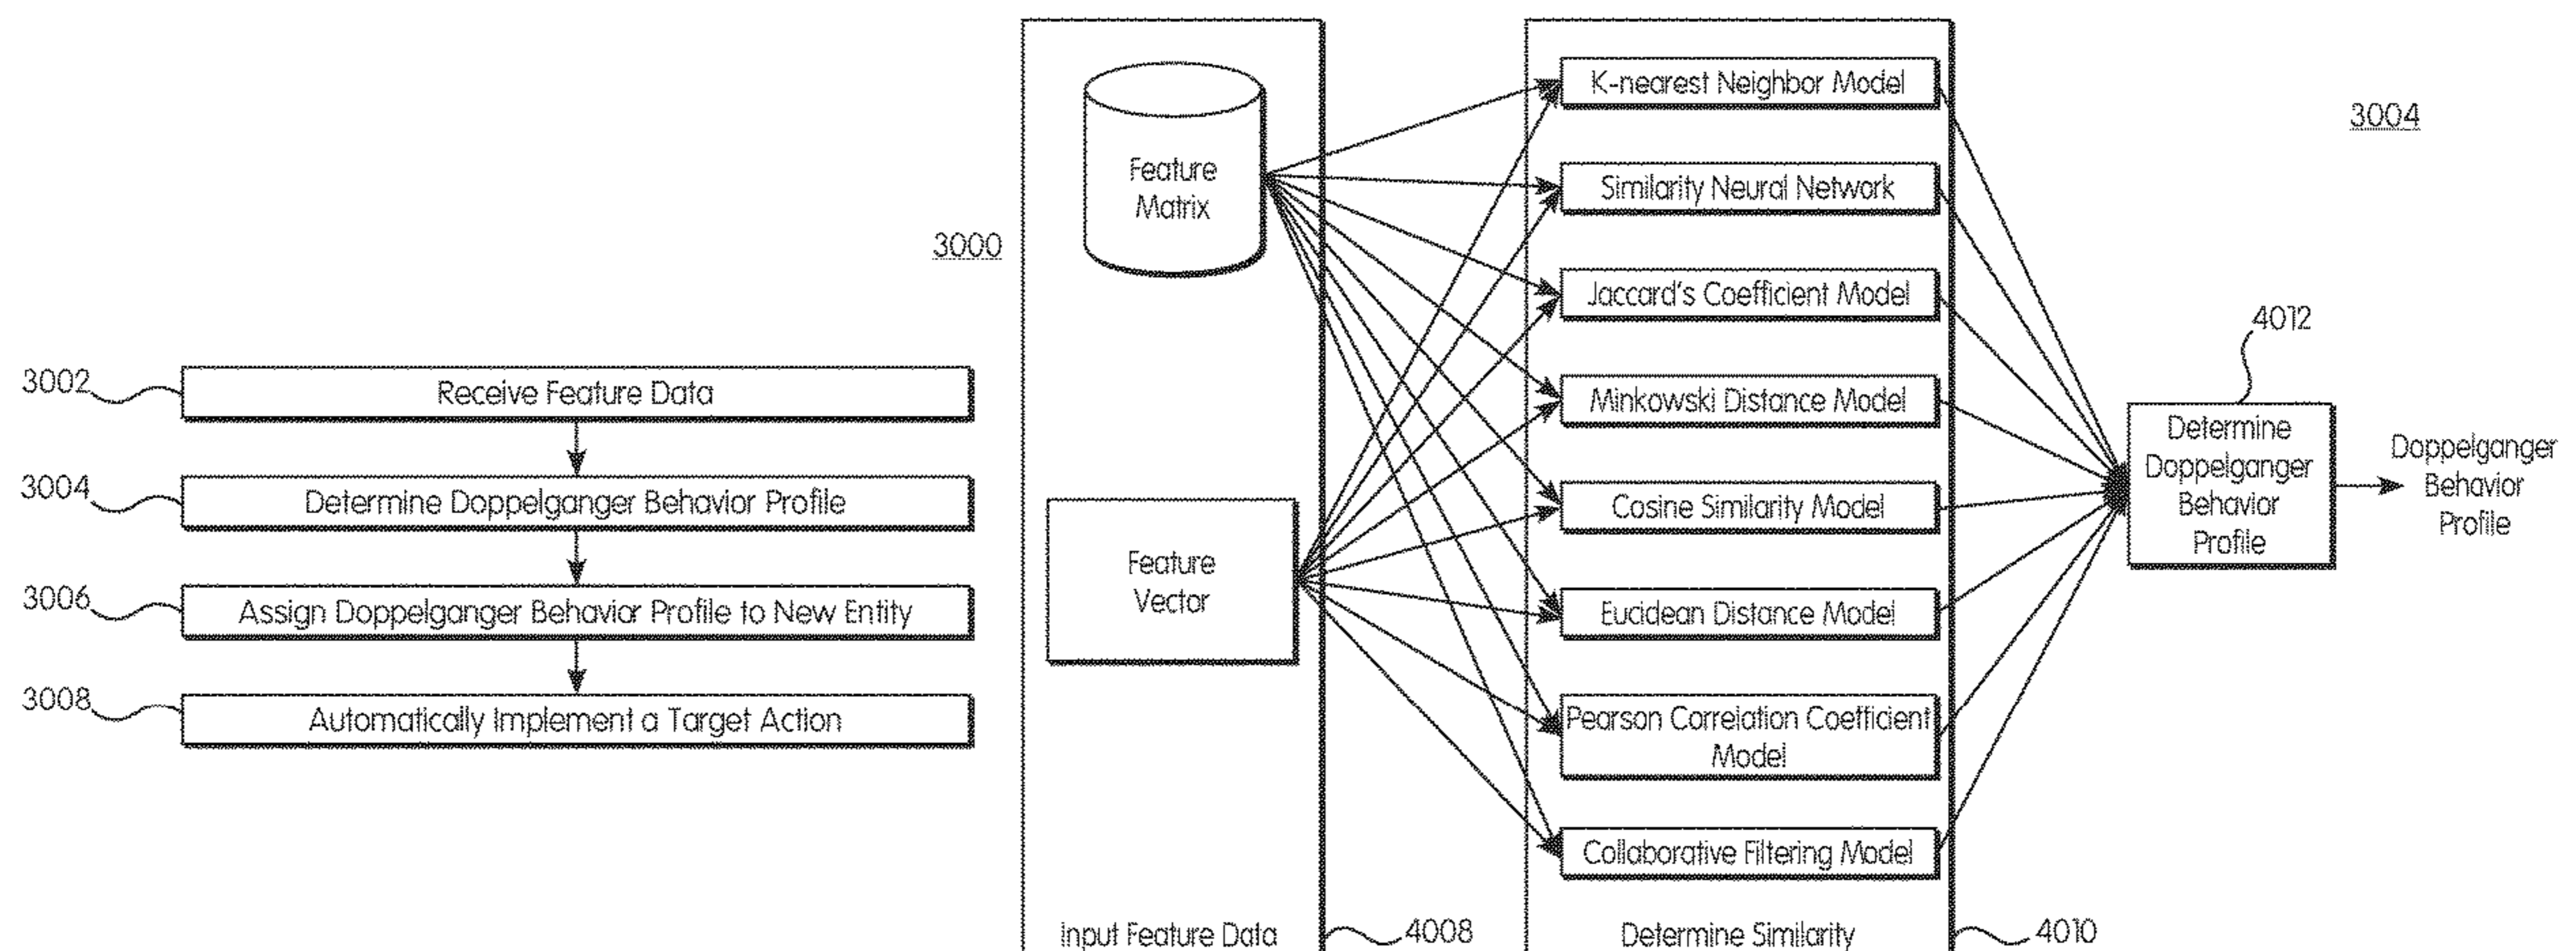 3000
3002
Receive Feature Data
3004
Determine Doppelganger Behavior Profile
3006
Assign Doppelganger Behavior Profile to New Entity
3008
Automatically Implement a Target Action
Feature
Matrix
Feature
Vector
Input Feature Data
4008
K-nearest Neighbor Model
Similarity Neural Network
Jaccard's Coefficient Model
Minkowski Distance Model
Cosine Similarity Model
Eucidean Distance Model
Pearson Correlation Coefficient
Model
Collaborative Filtering Model
Determine Similarity
4010
3004
4012
Determine
Doppelganger
Behavior
Profile
Doppelganger
Behavior
Profile